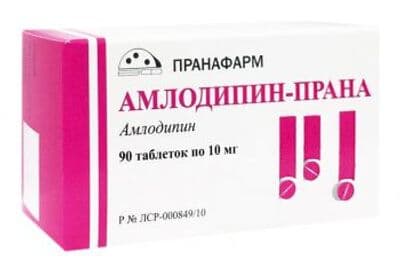 ПРАНАФАРМ
АМЛОДИПИН-ПРАНА
Амлодипин
90 таблеток по 10 мг
Р № ЛСР-000849/10